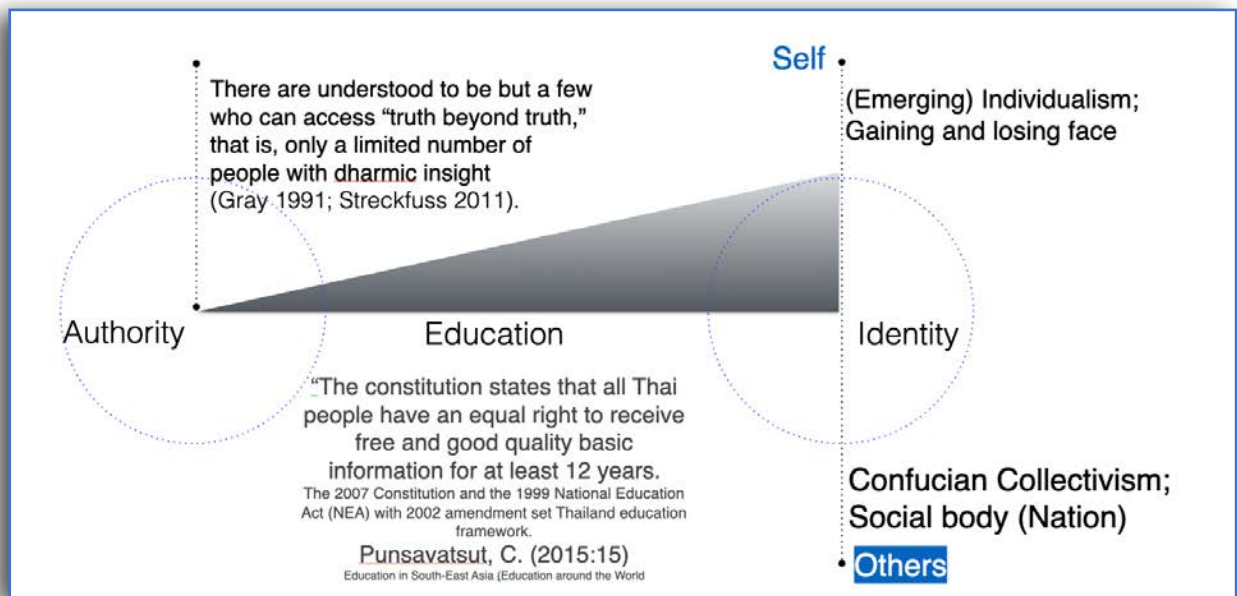 Self
There are understood to be but a few
who can access “truth beyond truth,”
that is, only a limited number of
people with dharmic insight
(Gray 1991; Streckfuss 2011).
(Emerging) Individualism;
Gaining and losing face
Authority
Education
Identity
“The constitution states that all Thai
people have an equal right to receive
free and good quality basic
information for at least 12 years.
The 2007 Constitution and the 1999 National Education
Act (NEA) with 2002 amendment set Thailand education
framework.
Punsavatsut, C. (2015:15)
Education in South-East Asia (Education around the World
Confucian Collectivism;
Social body (Nation)
Others